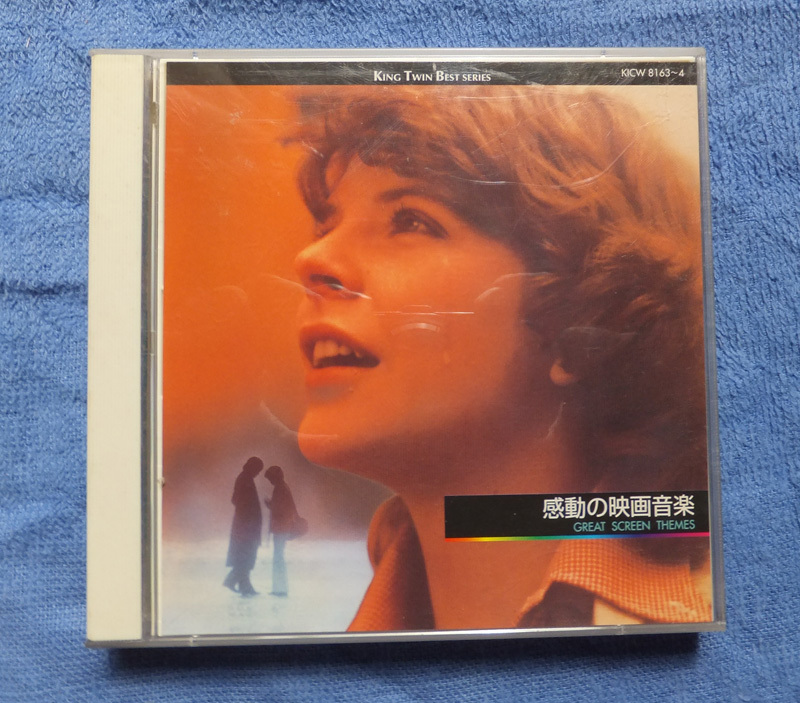 KING TWIN BEST SERIES
KICW 8163~4
感動の映画音楽
GREAT SCREEN THEMES